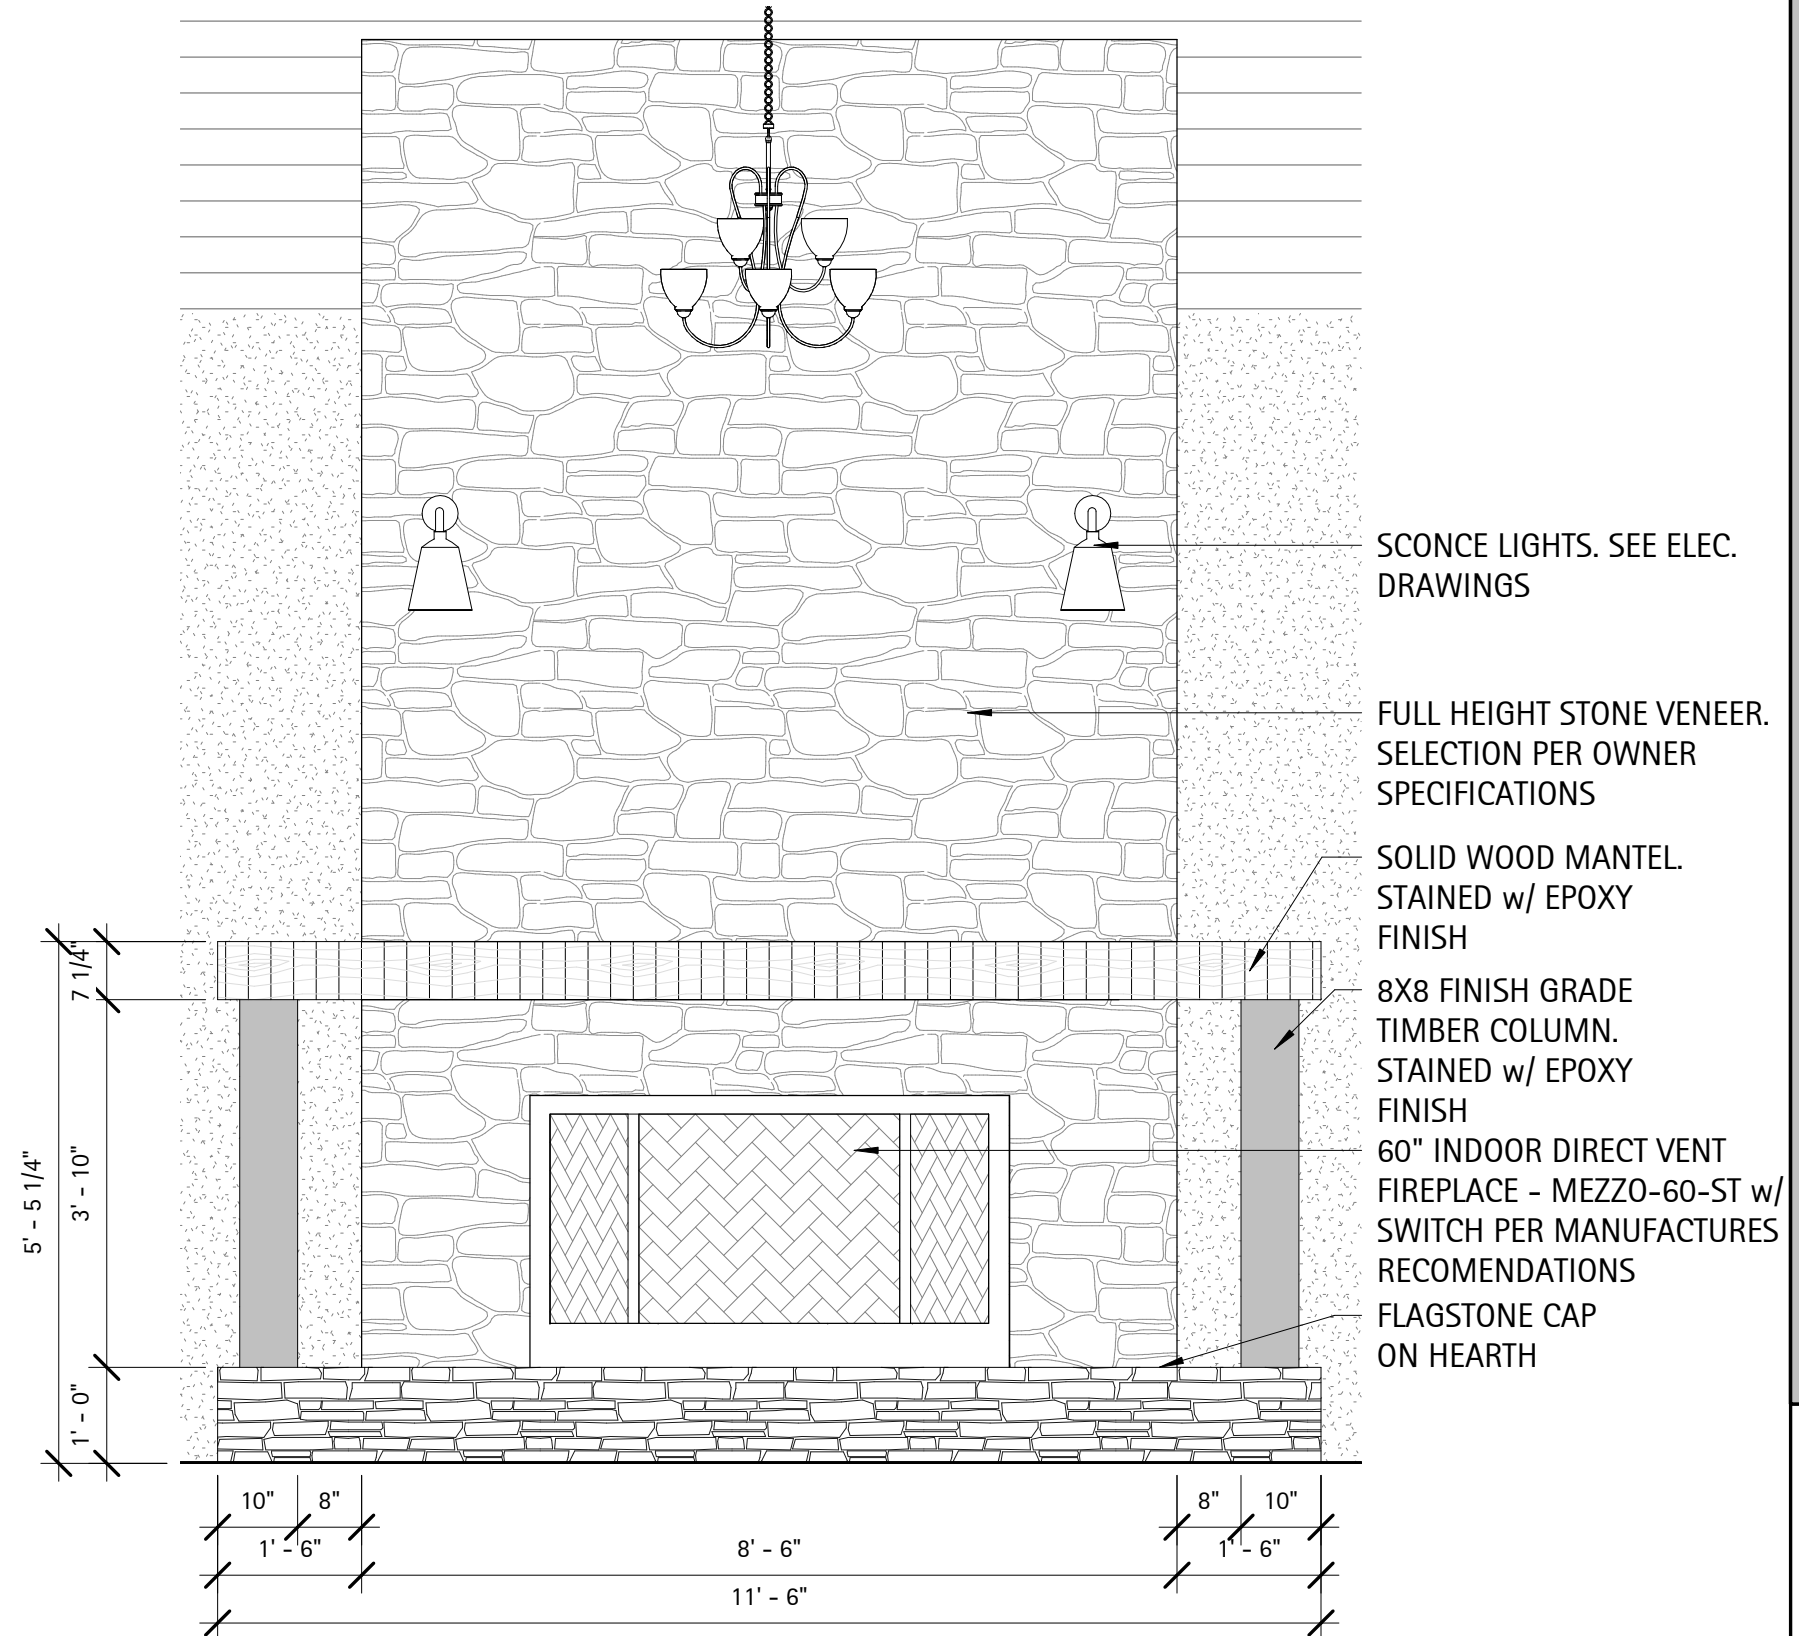 SCONCE LIGHTS. SEE ELEC.
DRAWINGS
FULL HEIGHT STONE VENEER.
SELECTION PER OWNER
SPECIFICATIONS
SOLID WOOD MANTEL.
STAINED w/ EPOXY
FINISH
8X8 FINISH GRADE
TIMBER COLUMN.
STAINED w/ EPOXY
FINISH
60" INDOOR DIRECT VENT
FIREPLACE - MEZZO-60-ST w/
SWITCH PER MANUFACTURES
RECOMENDATIONS
FLAGSTONE CAP
ON HEARTH
7 1/4"
3' - 10"
5' - 5 1/4"
1' - 0"
10" 8" 8" 10"
1' - 6" 8' - 6" 1' - 6"
11' - 6"